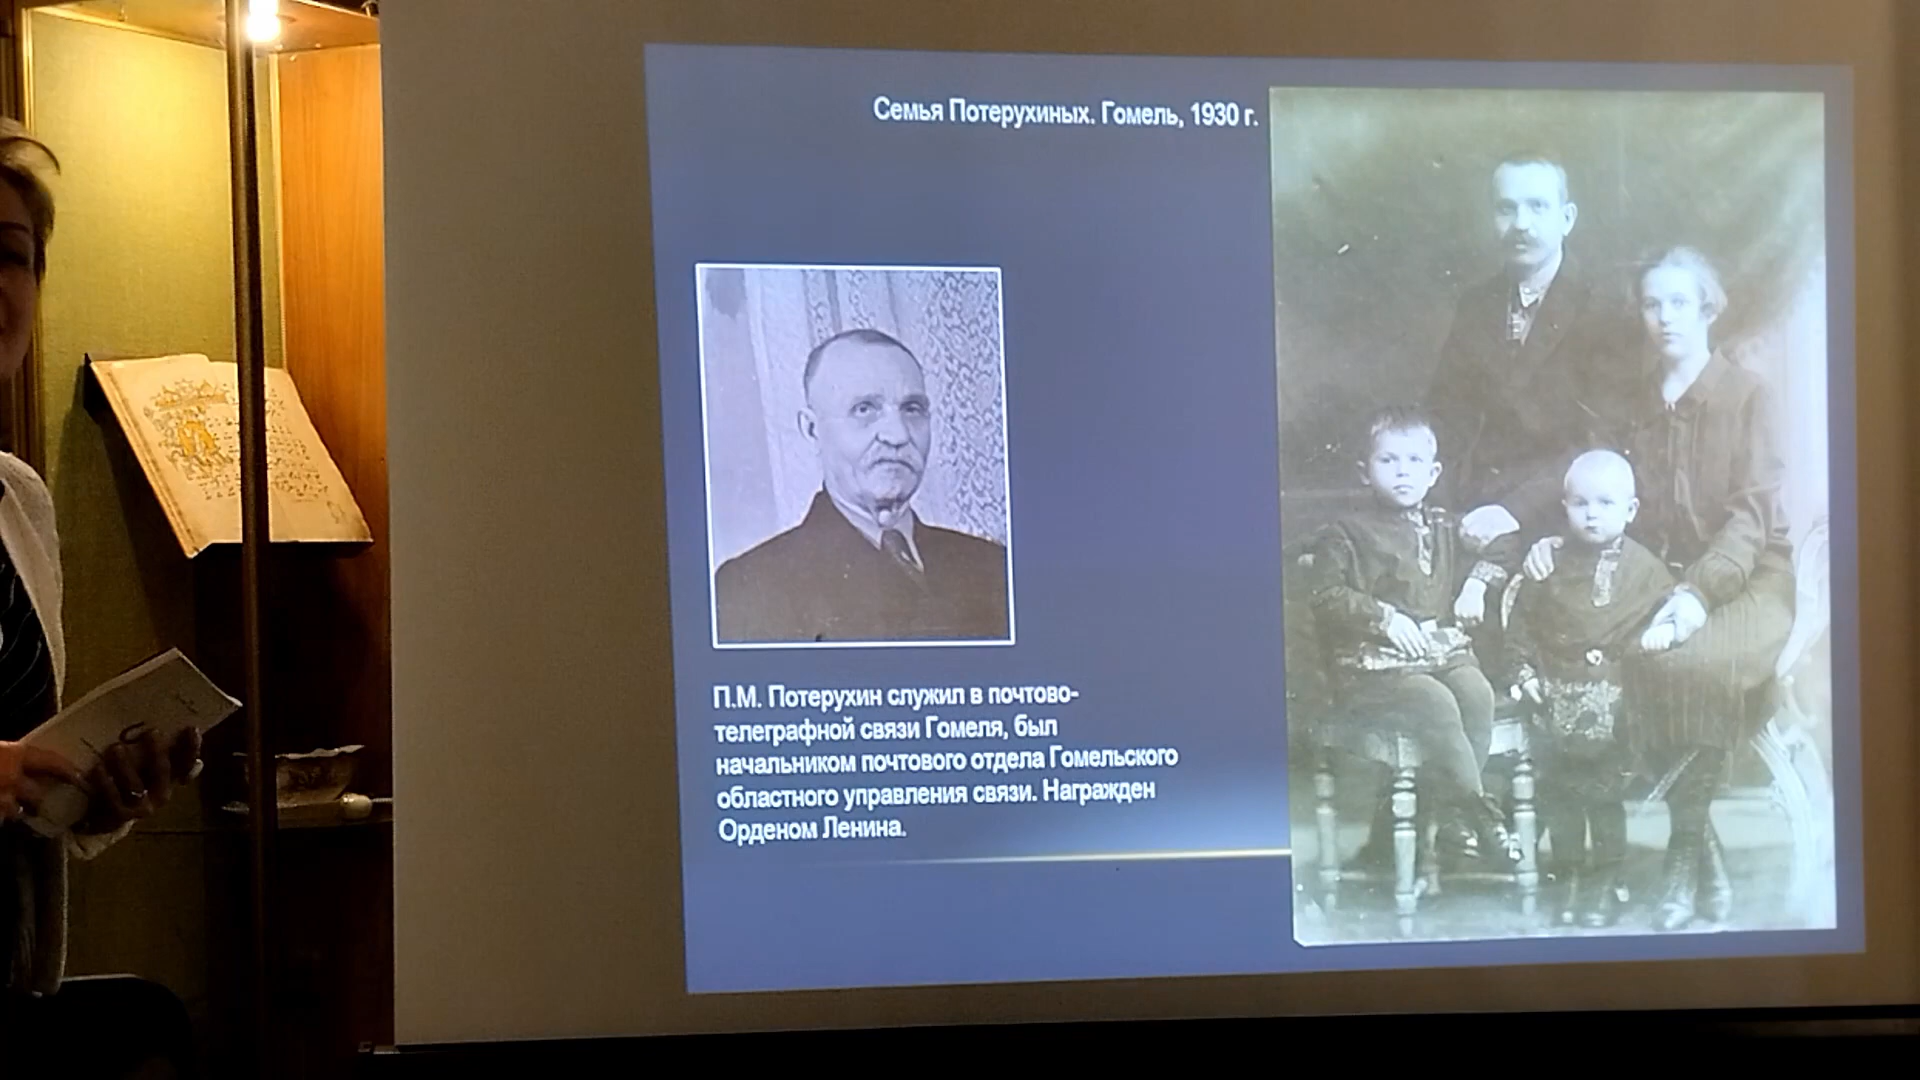 Семья Потерухиных. Гомель, 1930 г.
П.М. Потерухин служил в почтово-
телеграфной связи Гомеля, был
начальником почтового отдела Гомельского
областного управления связи. Награжден
Орденом Ленина.